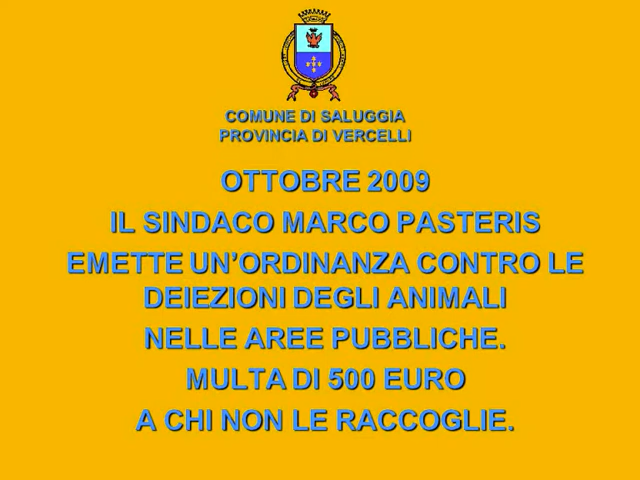 COMUNE DI SALUGGIA
PROVINCIA DI VERCELLI
OTTOBRE 2009
IL SINDACO MARCO PASTERIS
EMETTE UN’ORDINANZA CONTRO LE
DEIEZIONI DEGLI ANIMALI
NELLE AREE PUBBLICHE.
MULTA DI 500 EURO
A CHI NON LE RACCOGLIE.